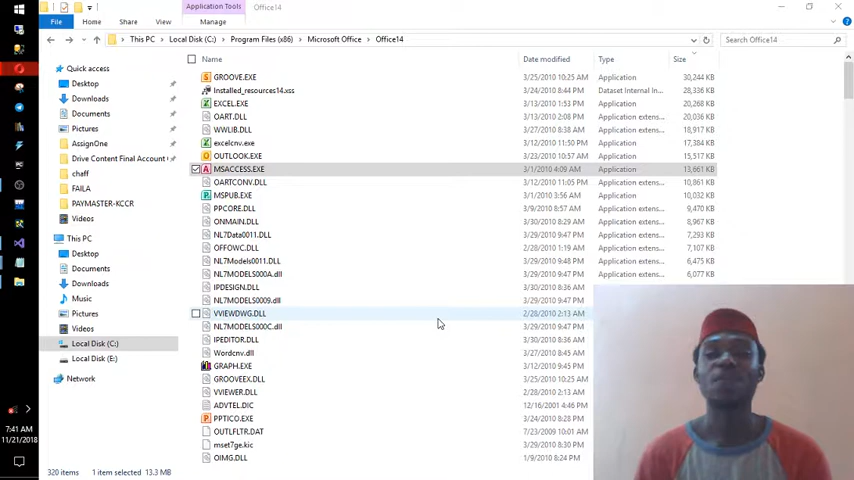 Application Tools Office14
File Home Share View Manage
This PC Local Disk (C:) Program Files (x86) Microsoft Office Office14 Search Office14
Quick access
Desktop
Downloads
Documents
Pictures
AssignOne
Drive Content Final Account
chaff
FAILA
PAYMASTER-KCCR
Videos
This PC
Desktop
Documents
Downloads
Music
Pictures
Videos
Local Disk (C:)
Local Disk (E:)
Network
Name Date modified Type Size
GROOVE.EXE 3/25/2010 10:25 AM Application 30,244 KB
Installed_resources14.xss 3/24/2010 8:44 PM Dataset Internal In... 28,336 KB
EXCEL.EXE 3/13/2010 1:53 PM Application 20,268 KB
OART.DLL 3/13/2010 2:08 PM Application extens... 20,036 KB
WWLIB.DLL 3/27/2010 8:38 AM Application extens... 18,917 KB
excelcnv.exe 3/12/2010 11:50 PM Application 17,384 KB
OUTLOOK.EXE 3/23/2010 10:57 AM Application 15,517 KB
MSACCESS.EXE 3/1/2010 4:09 AM Application 13,661 KB
OARTCONV.DLL 3/12/2010 11:05 PM Application extens... 10,861 KB
MSPUB.EXE 3/1/2010 3:56 AM Application 10,032 KB
PPCORE.DLL 3/9/2010 8:57 AM Application extens... 9,470 KB
ONMAIN.DLL 3/30/2010 8:29 AM Application extens... 8,967 KB
NL7Data0011.DLL 3/29/2010 9:47 PM Application extens... 7,293 KB
OFFOWC.DLL 2/28/2010 1:19 AM Application extens... 7,107 KB
NL7Models0011.DLL 3/29/2010 9:47 PM Application extens... 6,475 KB
NL7MODELS000A.dll 3/29/2010 9:47 PM Application extens... 6,077 KB
IPDESIGN.DLL 3/30/2010 8:36 AM
NL7MODELS0009.dll 3/29/2010 9:47 PM
VVIEWDWG.DLL 2/28/2010 2:13 AM
NL7MODELS000C.dll 3/29/2010 9:47 PM
IPEDITOR.DLL 3/30/2010 8:36 AM
Wordcnv.dll 3/27/2010 8:45 AM
GRAPH.EXE 3/12/2010 9:45 PM
GROOVEEX.DLL 3/25/2010 10:25 AM
VVIEWER.DLL 2/28/2010 2:13 AM
ADVTEL.DIC 12/16/2001 4:46 PM
PPTICO.EXE 3/24/2010 8:28 PM
OUTLFLTR.DAT 7/23/2009 10:01 AM
mset7ge.kic 3/29/2010 8:30 PM
OIMG.DLL 1/9/2010 8:24 PM
320 items 1 item selected 13.3 MB
7:41 AM
11/21/2018